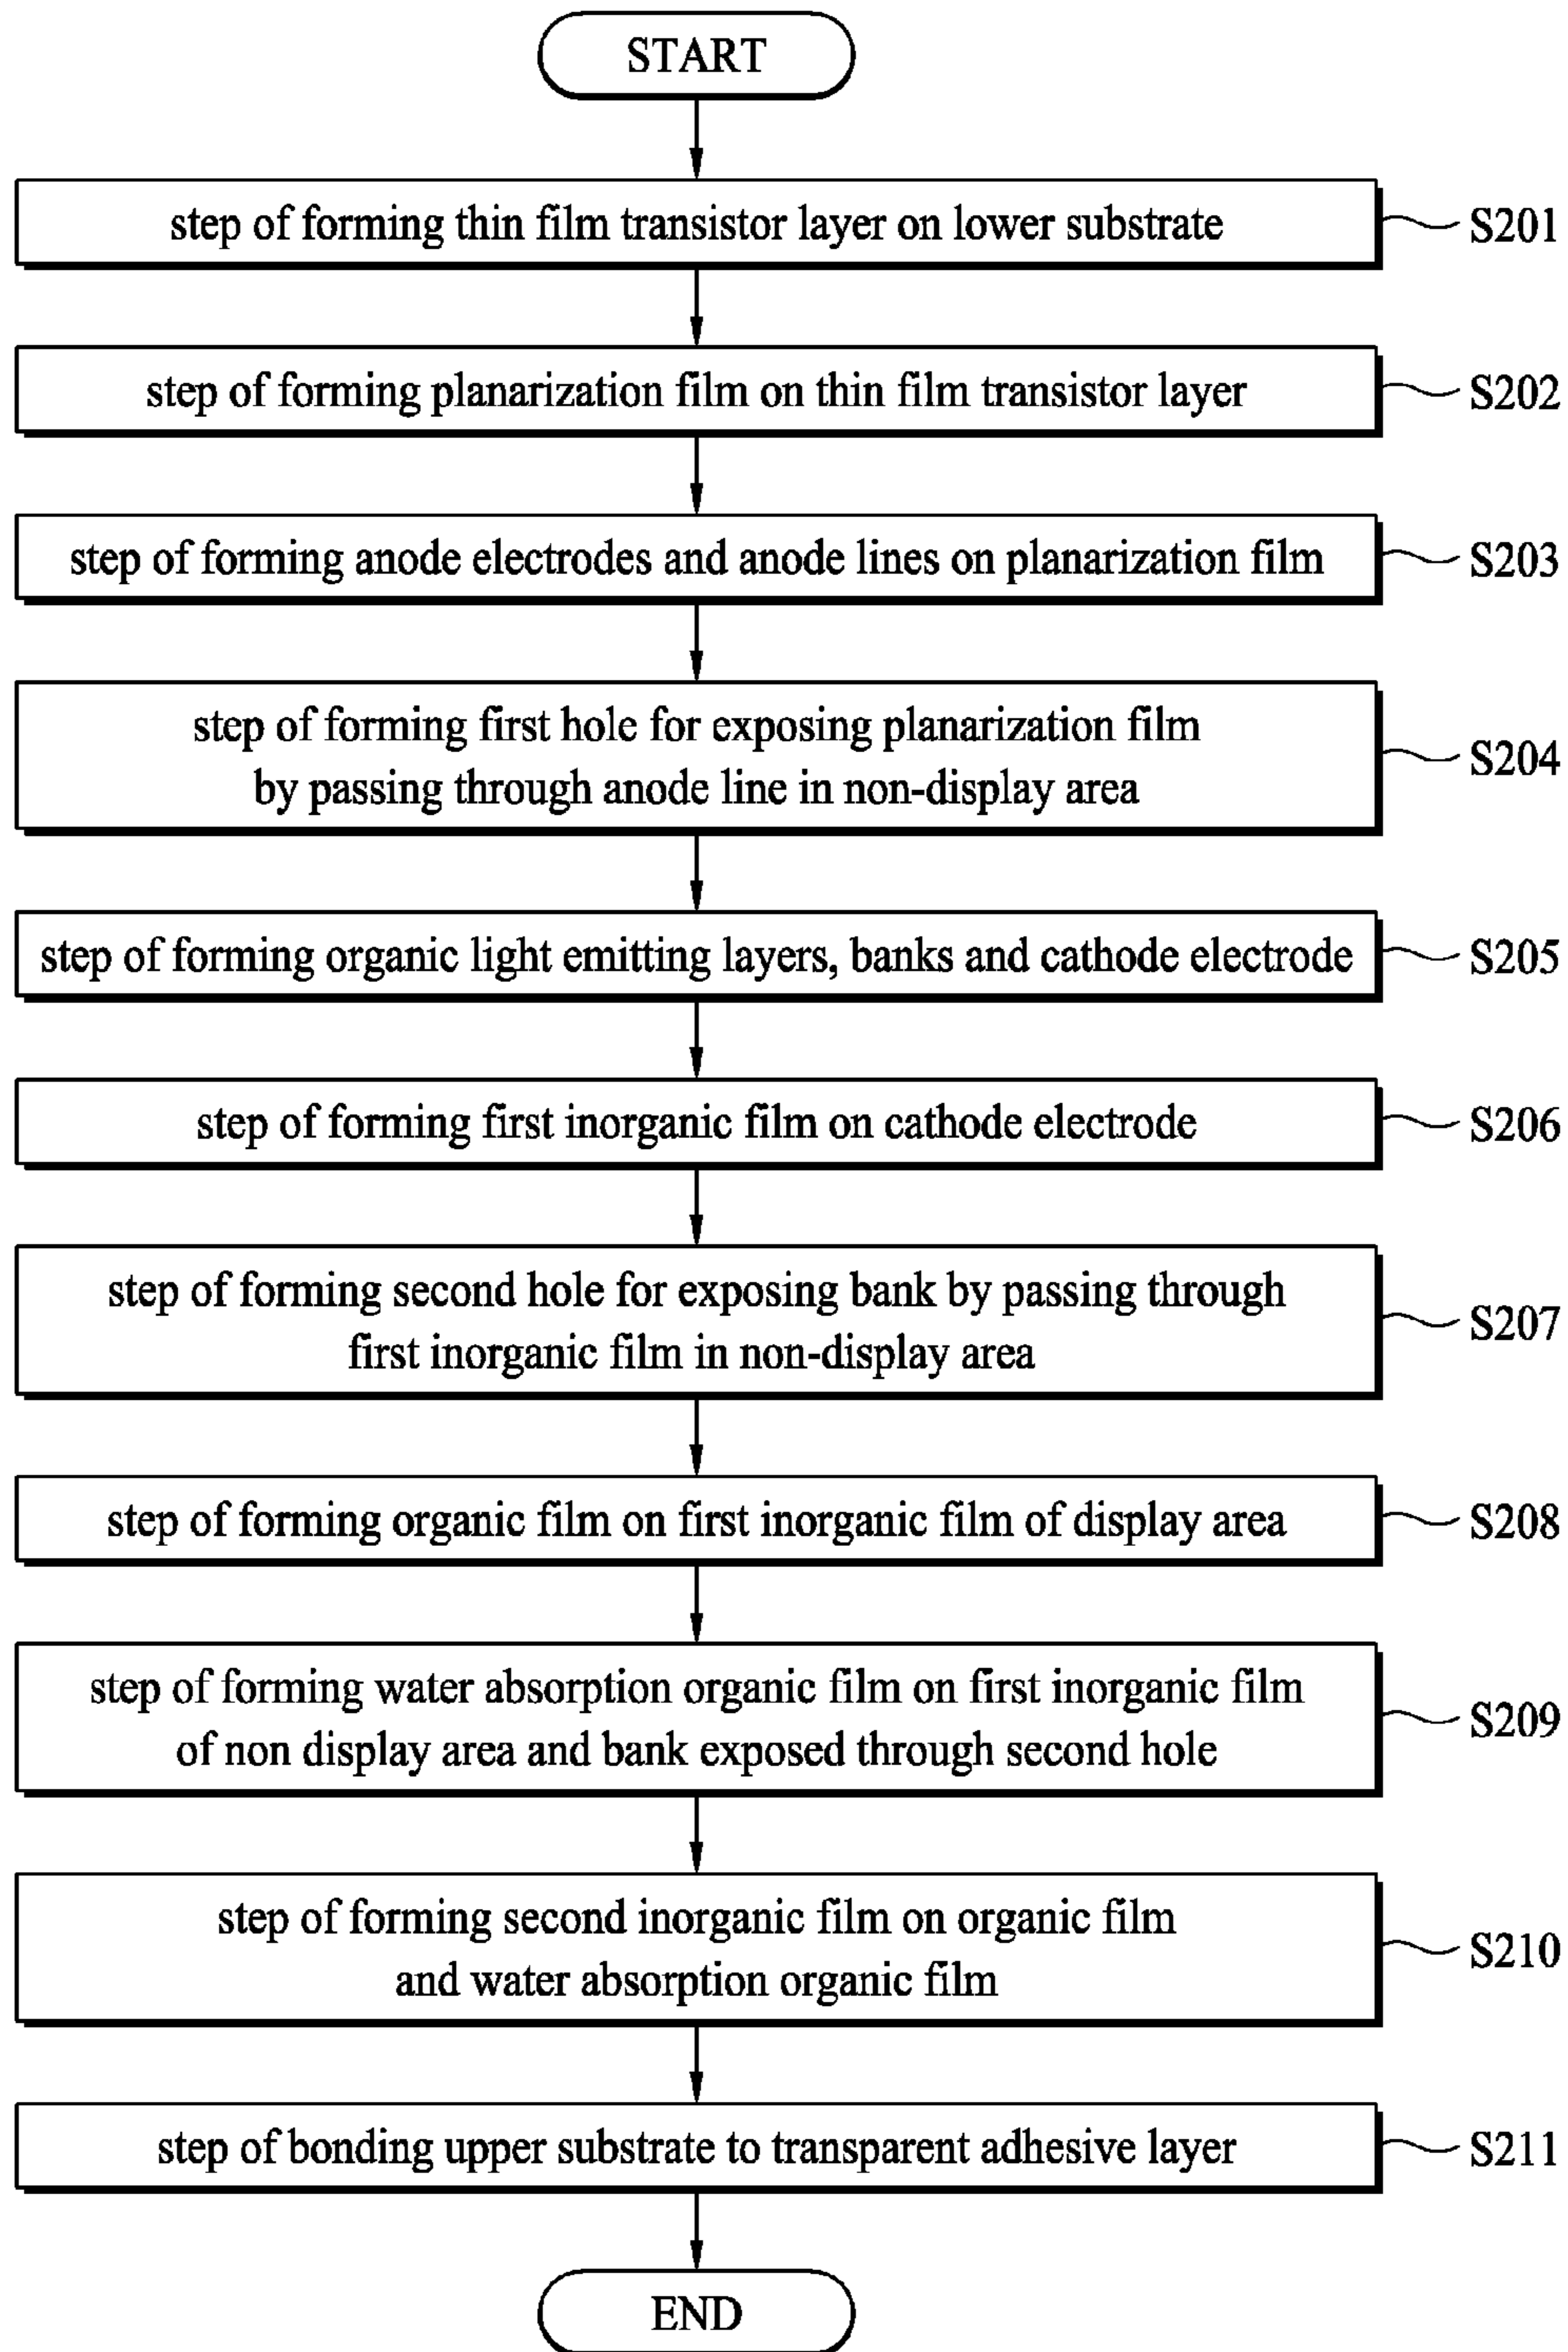 START
step of forming thin film transistor layer on lower substrate
S201
step of forming planarization film on thin film transistor layer
S202
step of forming anode electrodes and anode lines on planarization film
S203
step of forming first hole for exposing planarization film
by passing through anode line in non-display area
S204
step of forming organic light emitting layers, banks and cathode electrode
S205
step of forming first inorganic film on cathode electrode
S206
step of forming second hole for exposing bank by passing through
first inorganic film in non-display area
S207
step of forming organic film on first inorganic film of display area
S208
step of forming water absorption organic film on first inorganic film
of non display area and bank exposed through second hole
S209
step of forming second inorganic film on organic film
and water absorption organic film
S210
step of bonding upper substrate to transparent adhesive layer
S211
END